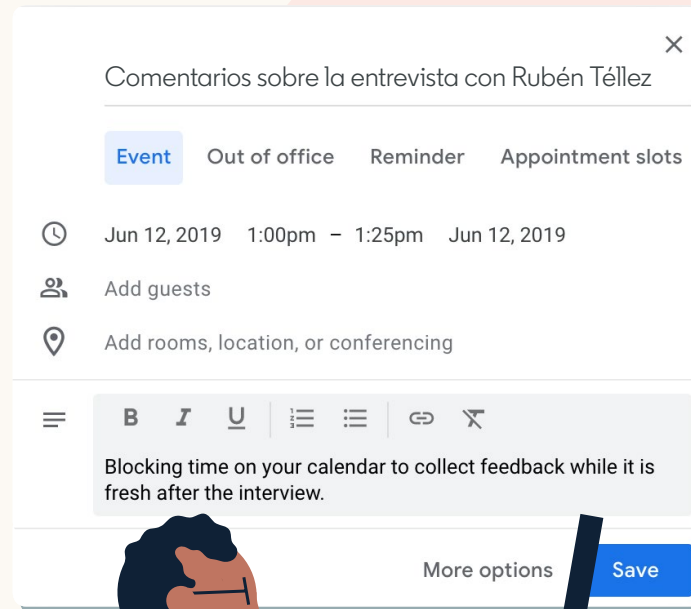 Comentarios sobre la entrevista con Rubén Téllez
Event Out of office Reminder Appointment slots
Jun 12, 2019 1:00pm – 1:25pm Jun 12, 2019
Add guests
Add rooms, location, or conferencing
B I U
Blocking time on your calendar to collect feedback while it is
fresh after the interview.
More options Save